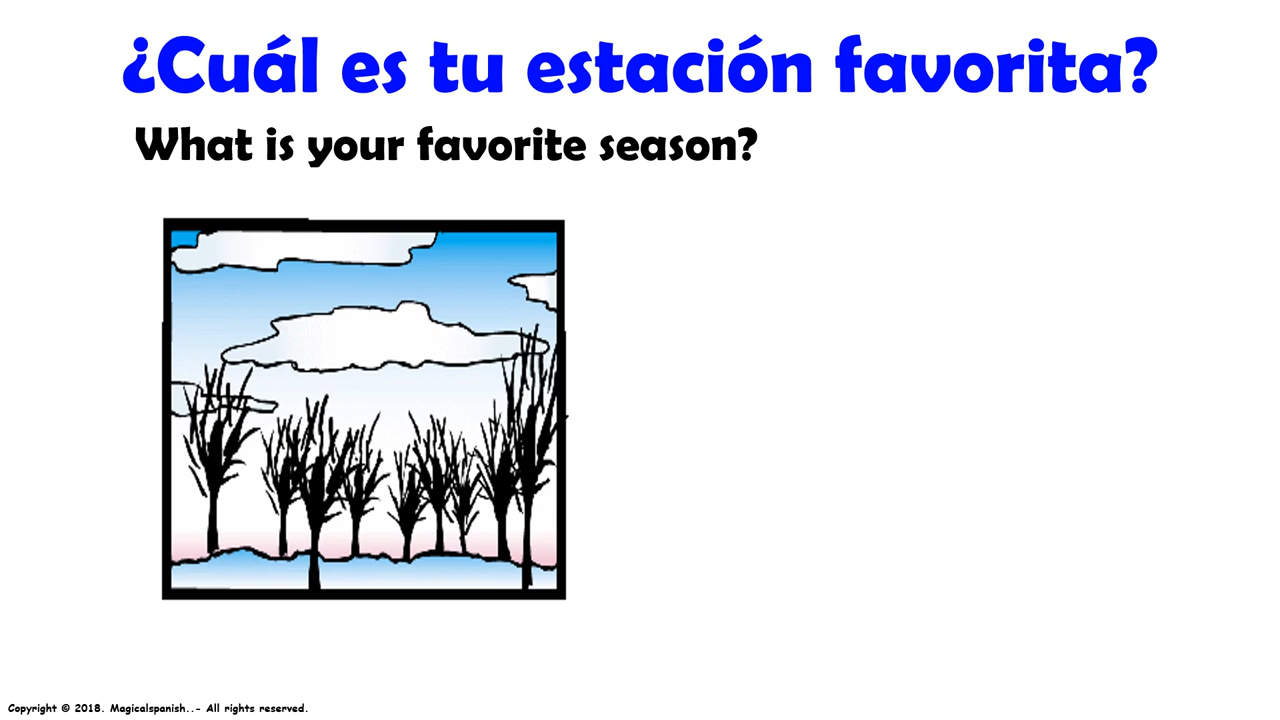 ¿Cuál es tu estación favorita?
What is your favorite season?
Copyright © 2018. Magicalspanish..- All rights reserved.